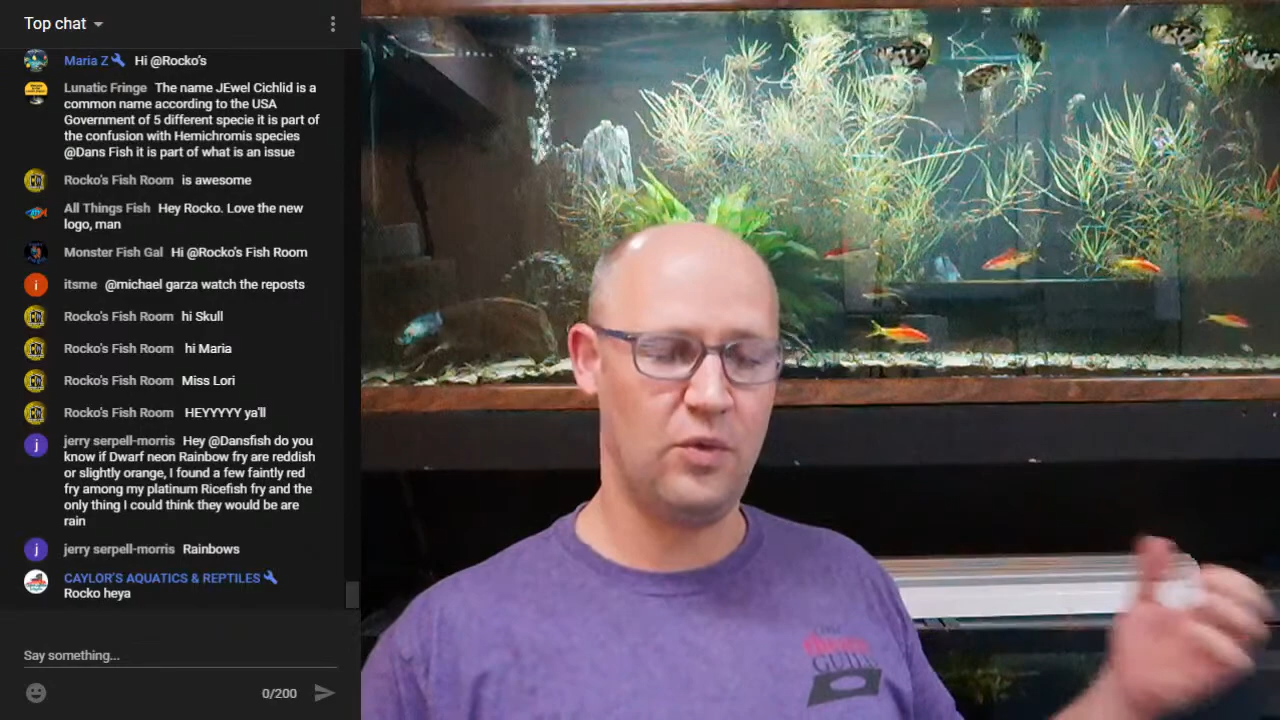 Top chat
Maria Z Hi @Rocko's
Lunatic Fringe The name JEwel Cichlid is a
common name according to the USA
Government of 5 different specie it is part of
the confusion with Hemichromis species
@Dans Fish it is part of what is an issue
Rocko's Fish Room is awesome
All Things Fish Hey Rocko. Love the new
logo, man
Monster Fish Gal Hi @Rocko's Fish Room
i
itsme @michael garza watch the reposts
Rocko's Fish Room hi Skull
Rocko's Fish Room hi Maria
Rocko's Fish Room Miss Lori
Rocko's Fish Room HEYYYYY ya'll
j
jerry serpell-morris Hey @Dansfish do you
know if Dwarf neon Rainbow fry are reddish
or slightly orange, I found a few faintly red
fry among my platinum Ricefish fry and the
only thing I could think they would be are
rain
j
jerry serpell-morris Rainbows
CAYLOR'S AQUATICS & REPTILES
Rocko heya
Say something...
0/200
GUILD